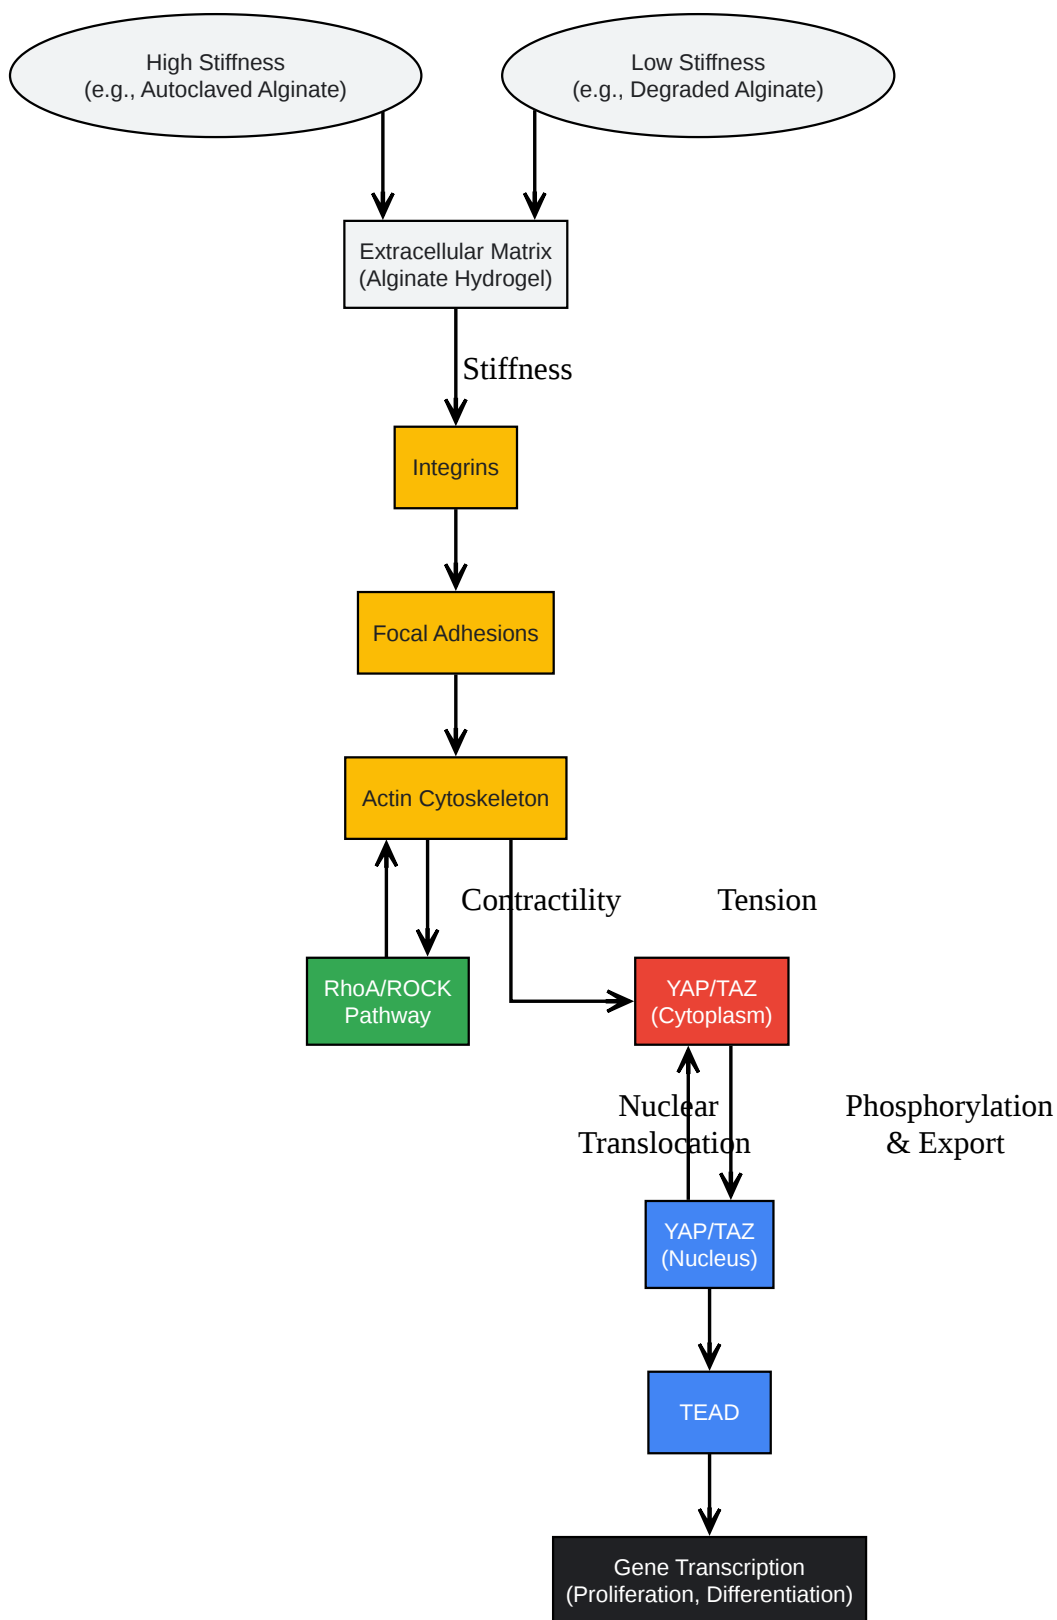 High Stiffness
(e.g., Autoclaved Alginate)
Low Stiffness
(e.g., Degraded Alginate)
Extracellular Matrix
(Alginate Hydrogel)
Stiffness
Integrins
Focal Adhesions
Actin Cytoskeleton
Contractility
Tension
RhoA/ROCK
Pathway
YAP/TAZ
(Cytoplasm)
Nuclear
Translocation
Phosphorylation
& Export
YAP/TAZ
(Nucleus)
TEAD
Gene Transcription
(Proliferation, Differentiation)